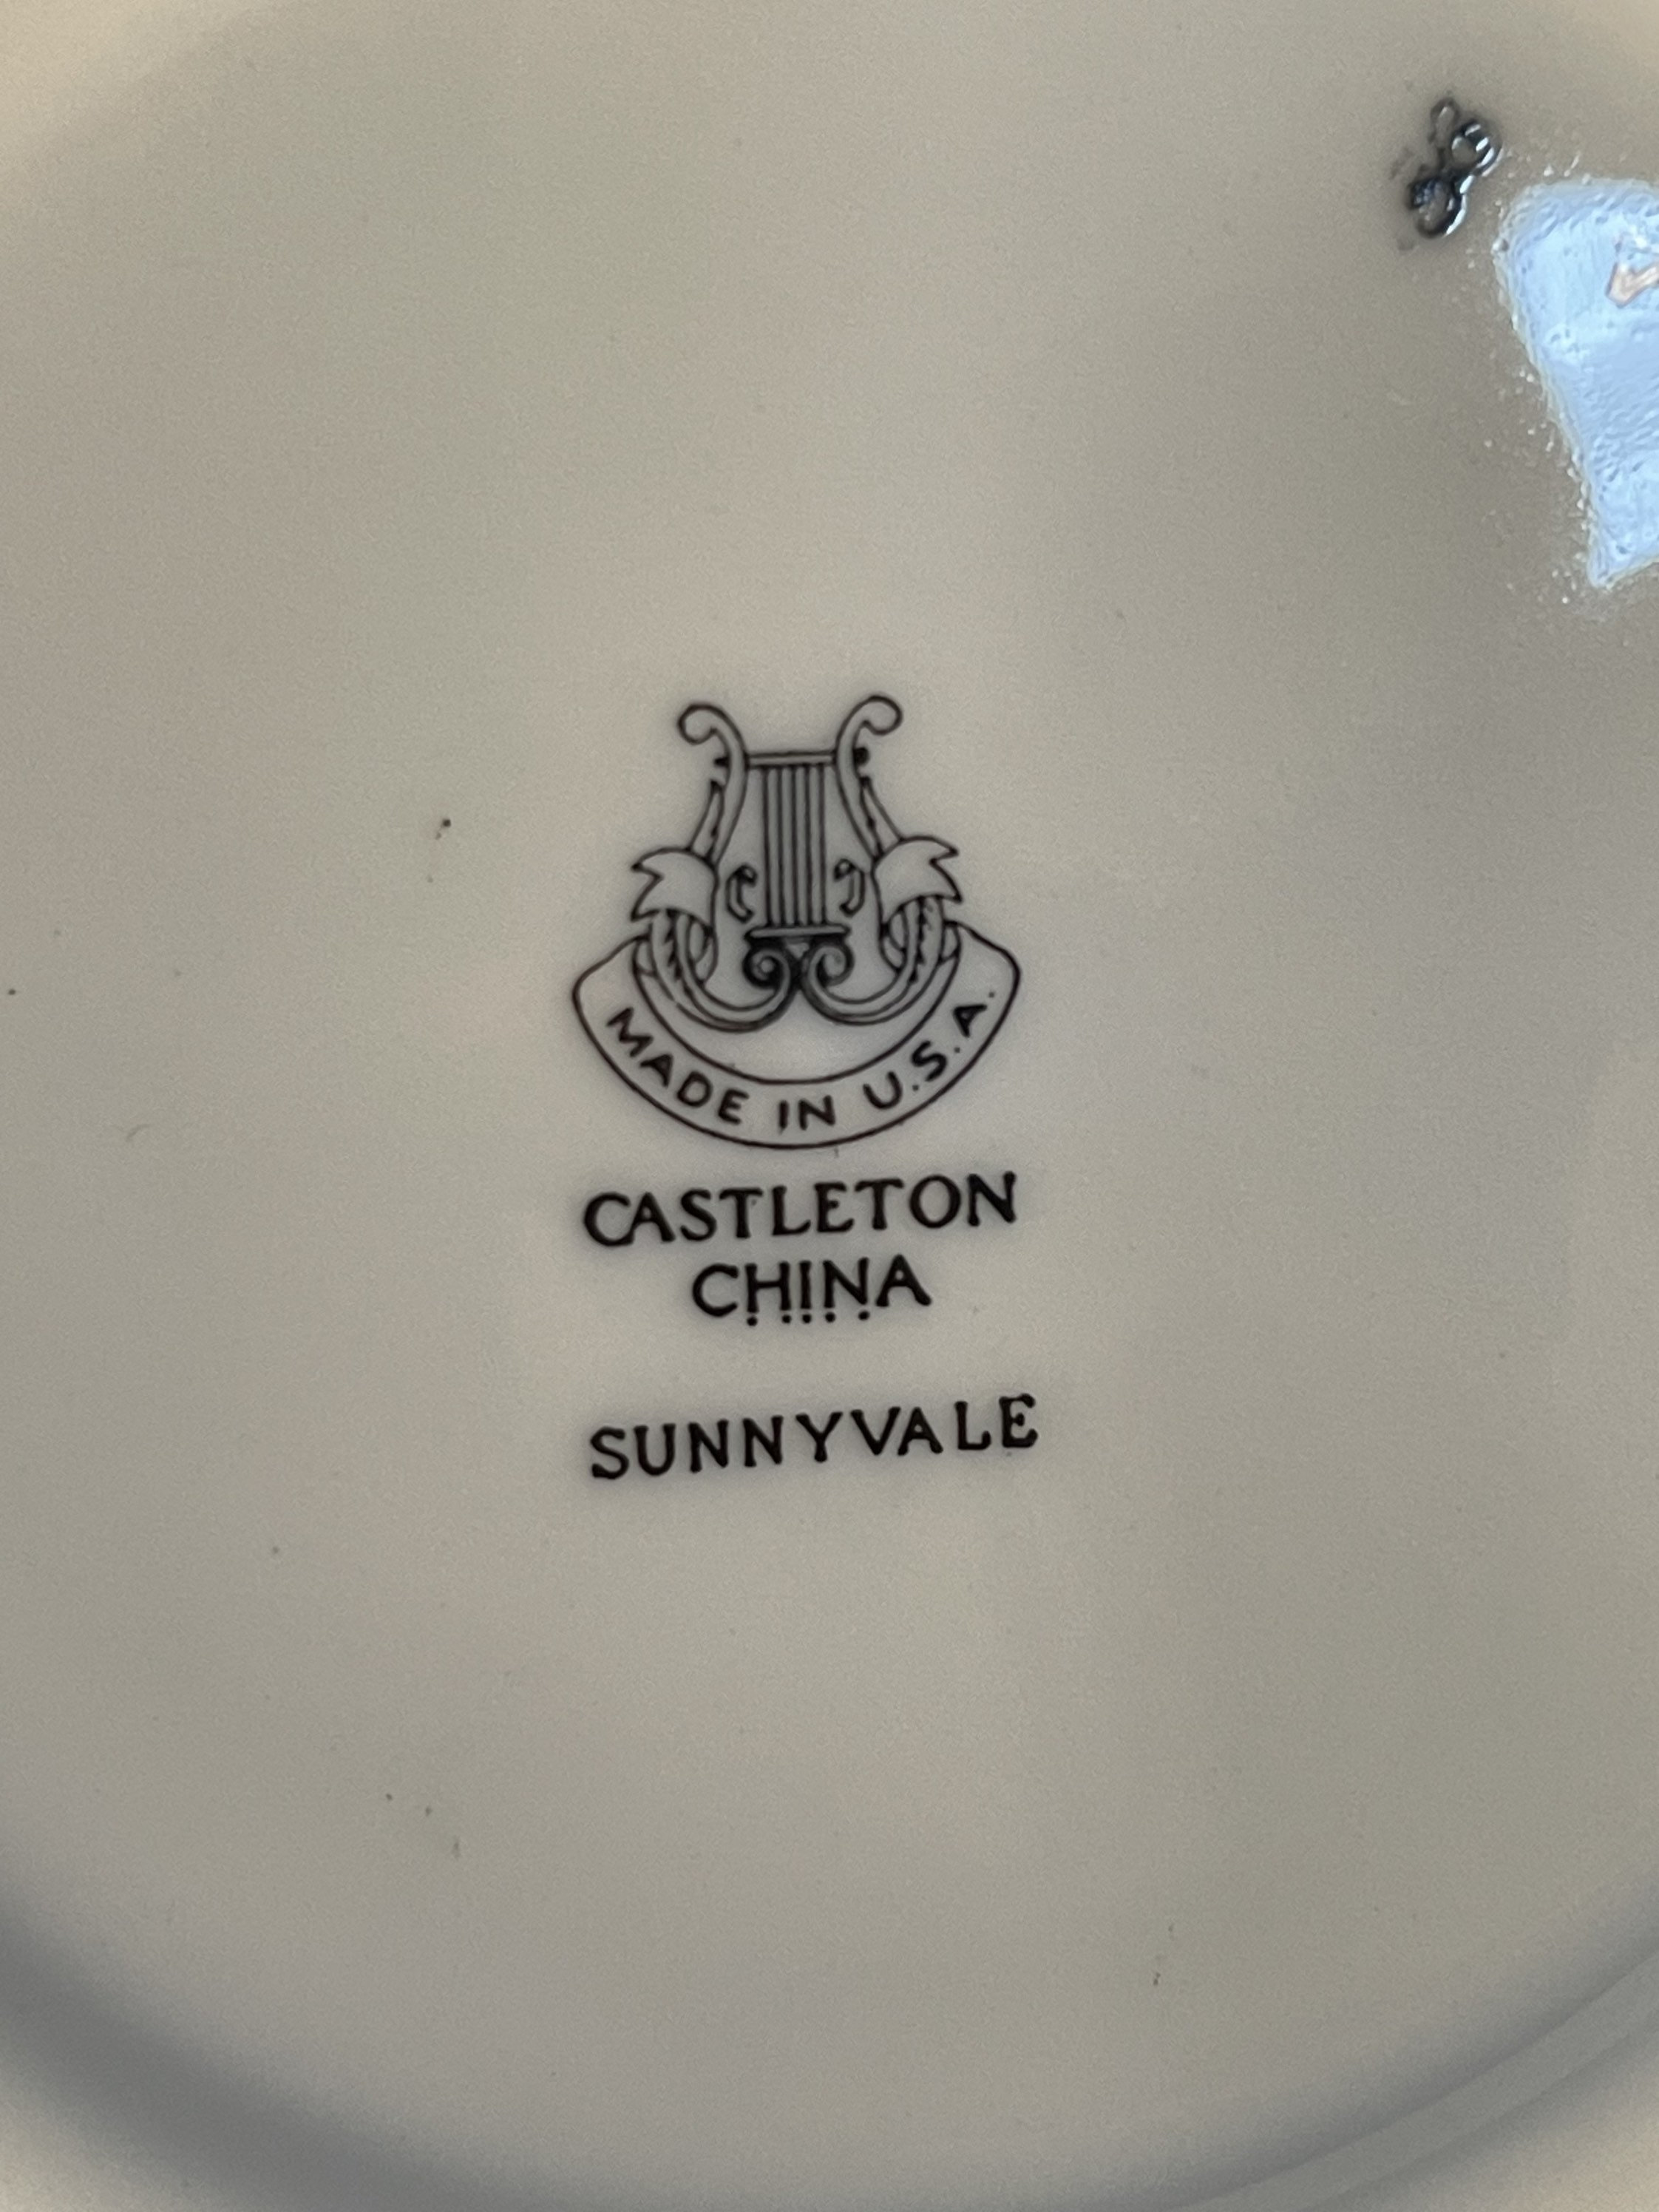 MADE IN U.S.A.
CASTLETON
CHINA
SUNNYVALE